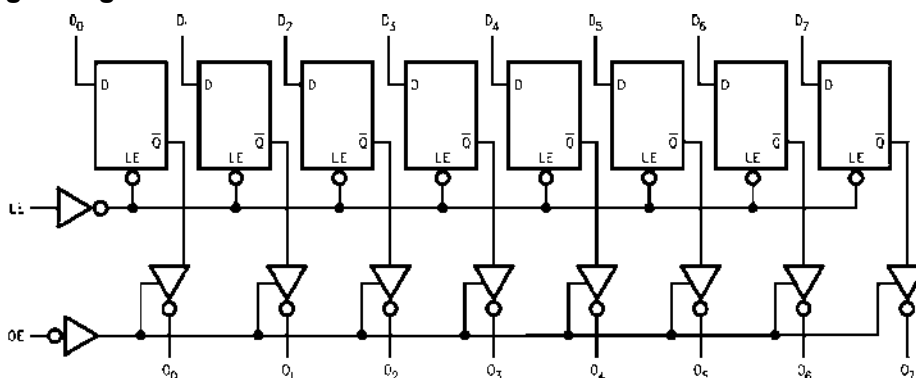 D0 D1 D2 D3 D4 D5 D6 D7
D D D D D D D D
Q̅ Q̅ Q̅ Q̅ Q̅ Q̅ Q̅ Q̅
LE LE LE LE LE LE LE LE
LE
OE
O0 O1 O2 O3 O4 O5 O6 O7